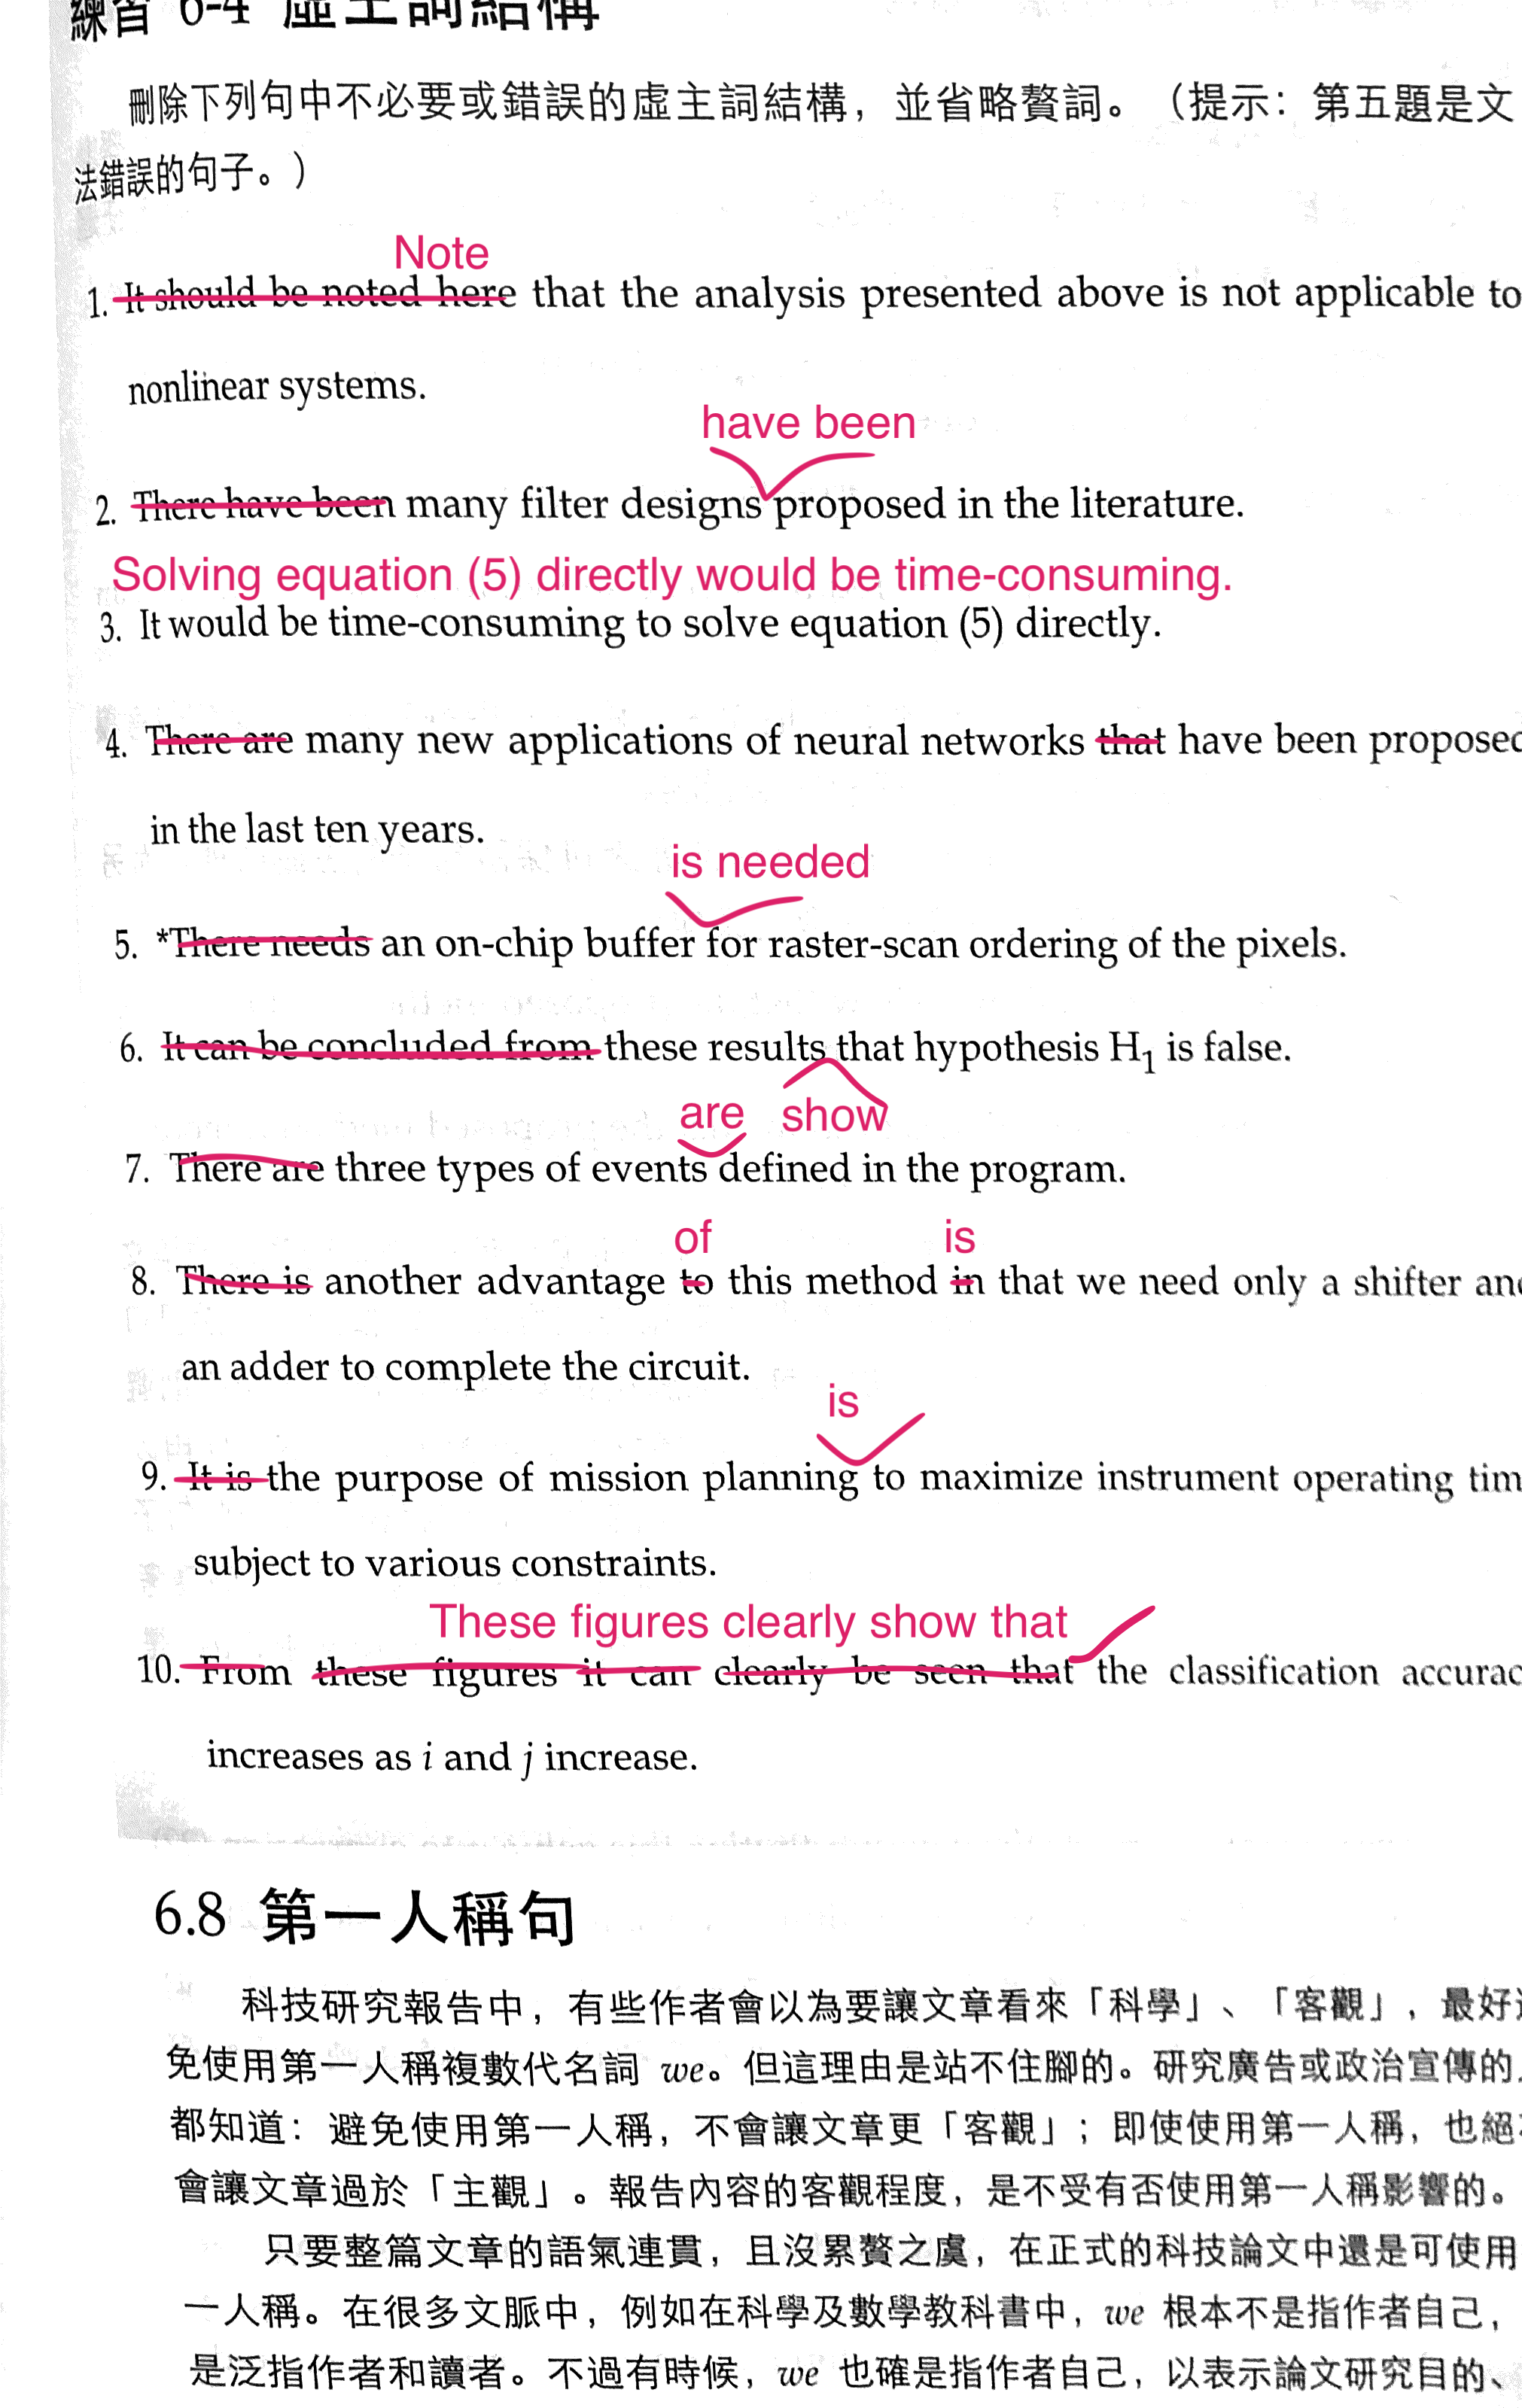 練習 6-4 虛主詞結構
刪除下列句中不必要或錯誤的虛主詞結構，並省略贅詞。（提示：第五題是文
法錯誤的句子。）
Note
1. It should be noted here that the analysis presented above is not applicable to
nonlinear systems.
have been
2. There have been many filter designs proposed in the literature.
Solving equation (5) directly would be time-consuming.
3. It would be time-consuming to solve equation (5) directly.
4. There are many new applications of neural networks that have been proposed
in the last ten years.
is needed
5. *There needs an on-chip buffer for raster-scan ordering of the pixels.
6. It can be concluded from these results that hypothesis H₁ is false.
are show
7. There are three types of events defined in the program.
of is
8. There is another advantage to this method in that we need only a shifter and
an adder to complete the circuit.
is
9. It is the purpose of mission planning to maximize instrument operating tim
subject to various constraints.
These figures clearly show that
10. From these figures it can clearly be seen that the classification accurac
increases as i and j increase.
6.8 第一人稱句
科技研究報告中，有些作者會以為要讓文章看來「科學」、「客觀」，最好
免使用第一人稱複數代名詞 we。但這理由是站不住腳的。研究廣告或政治宣傳的
都知道：避免使用第一人稱，不會讓文章更「客觀」；即使使用第一人稱，也絕
會讓文章過於「主觀」。報告內容的客觀程度，是不受有否使用第一人稱影響的。
只要整篇文章的語氣連貫，且沒累贅之虞，在正式的科技論文中還是可使用
一人稱。在很多文脈中，例如在科學及數學教科書中，we 根本不是指作者自己，
是泛指作者和讀者。不過有時候，we 也確是指作者自己，以表示論文研究目的、